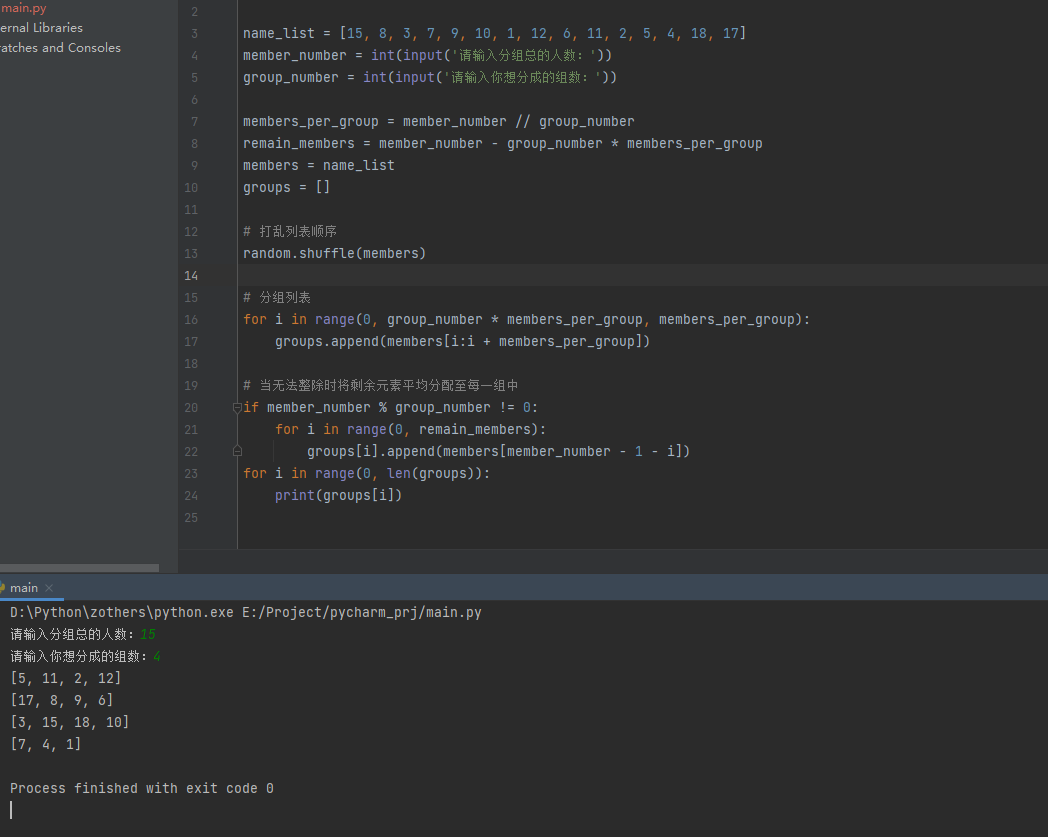 main.py
ernal Libraries
ratches and Consoles
2
3 name_list = [15, 8, 3, 7, 9, 10, 1, 12, 6, 11, 2, 5, 4, 18, 17]
4 member_number = int(input('请输入分组总的人数：'))
5 group_number = int(input('请输入你想分成的组数：'))
6
7 members_per_group = member_number // group_number
8 remain_members = member_number - group_number * members_per_group
9 members = name_list
10 groups = []
11
12 # 打乱列表顺序
13 random.shuffle(members)
14
15 # 分组列表
16 for i in range(0, group_number * members_per_group, members_per_group):
17 groups.append(members[i:i + members_per_group])
18
19 # 当无法整除时将剩余元素平均分配至每一组中
20 if member_number % group_number != 0:
21 for i in range(0, remain_members):
22 groups[i].append(members[member_number - 1 - i])
23 for i in range(0, len(groups)):
24 print(groups[i])
25
main
D:\Python\zothers\python.exe E:/Project/pycharm_prj/main.py
请输入分组总的人数：15
请输入你想分成的组数：4
[5, 11, 2, 12]
[17, 8, 9, 6]
[3, 15, 18, 10]
[7, 4, 1]
Process finished with exit code 0